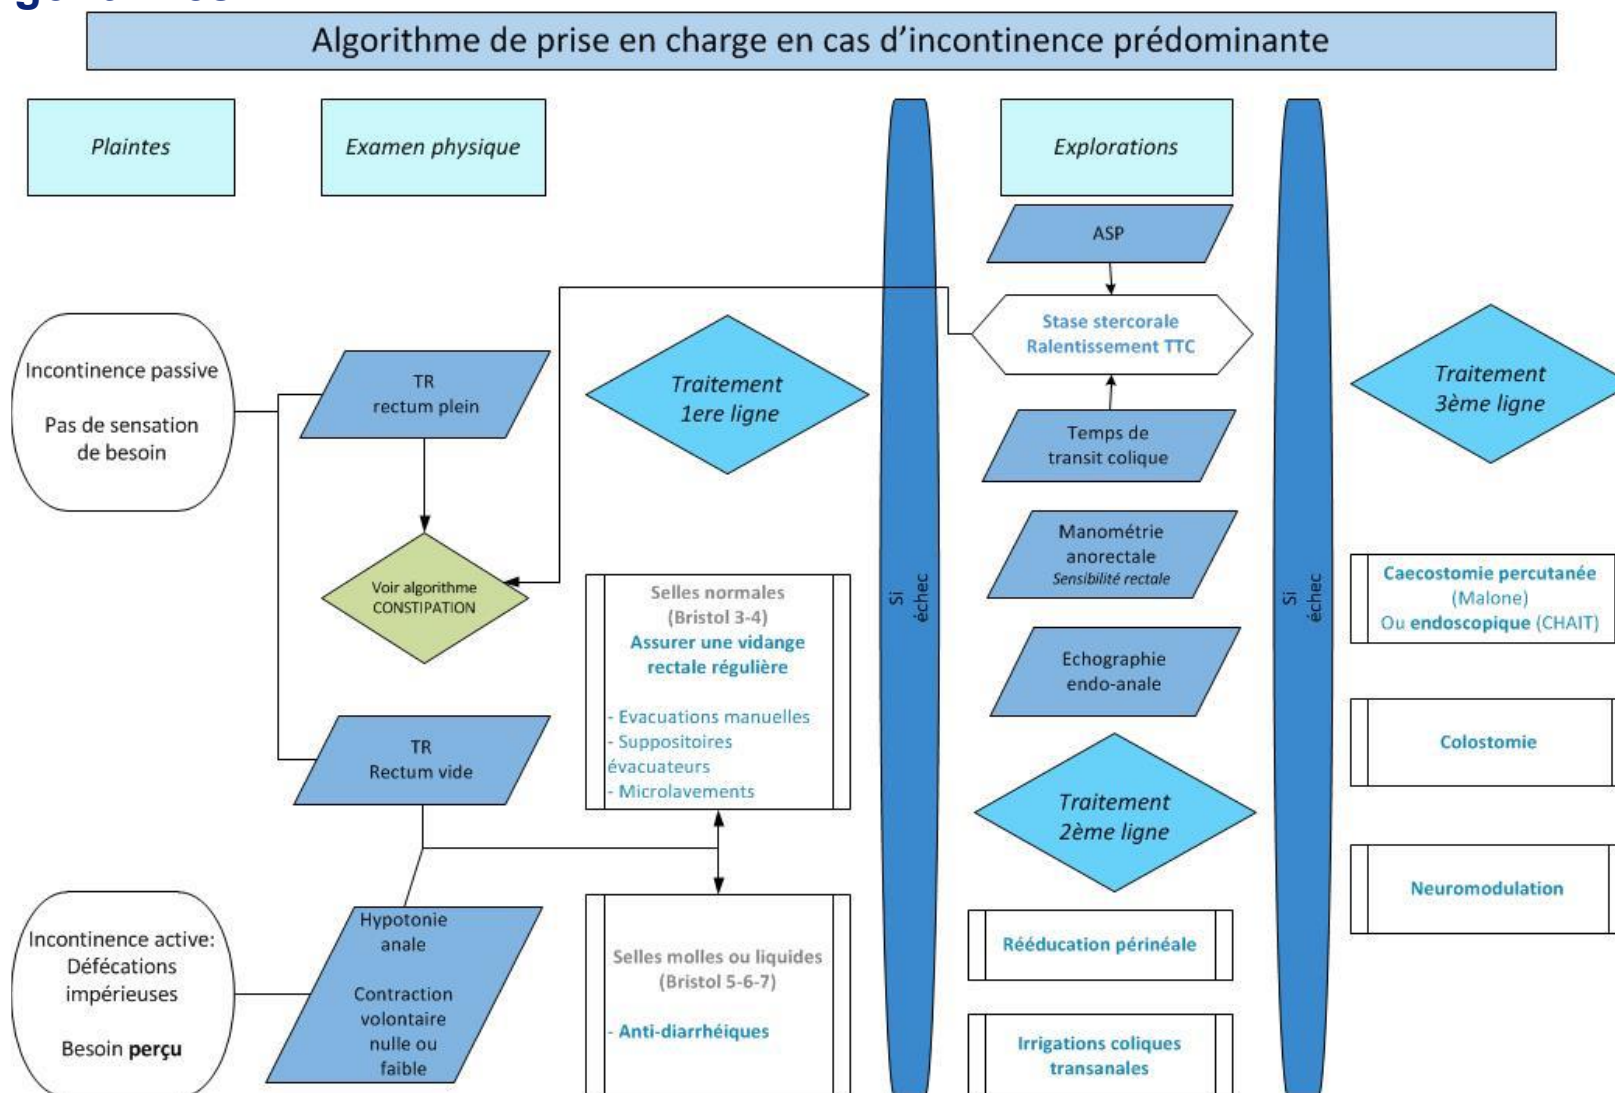 Algorithme de prise en charge en cas d'incontinence prédominante
Plaintes
Examen physique
Explorations
ASP
Stase stercorale
Ralentissement TTC
Incontinence passive
Pas de sensation
de besoin
TR
rectum plein
Traitement
1ere ligne
Temps de
transit colique
Traitement
3ème ligne
Voir algorithme
CONSTIPATION
Manométrie
anorectale
Sensibilité rectale
Si
échec
Si
échec
Selles normales
(Bristol 3-4)
Assurer une vidange
rectale régulière
- Evacuations manuelles
- Suppositoires
évacuateurs
- Microlavements
Caecostomie percutanée
(Malone)
Ou endoscopique (CHAIT)
Echographie
endo-anale
TR
Rectum vide
Traitement
2ème ligne
Colostomie
Neuromodulation
Incontinence active:
Défécations
impérieuses
Besoin perçu
Hypotonie
anale
Contraction
volontaire
nulle ou
faible
Selles molles ou liquides
(Bristol 5-6-7)
- Anti-diarrhéiques
Rééducation périnéale
Irrigations coliques
transanales